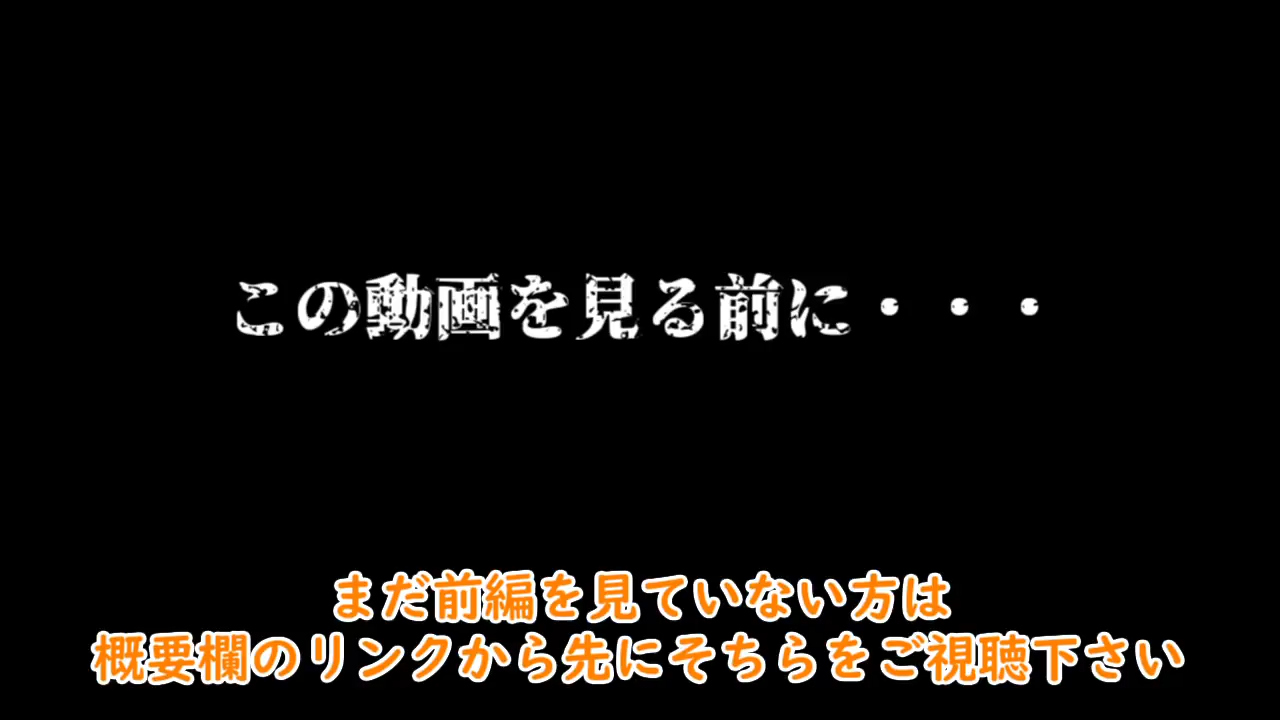 この動画を見る前に・・・
まだ前編を見ていない方は
概要欄のリンクから先にそちらをご視聴下さい